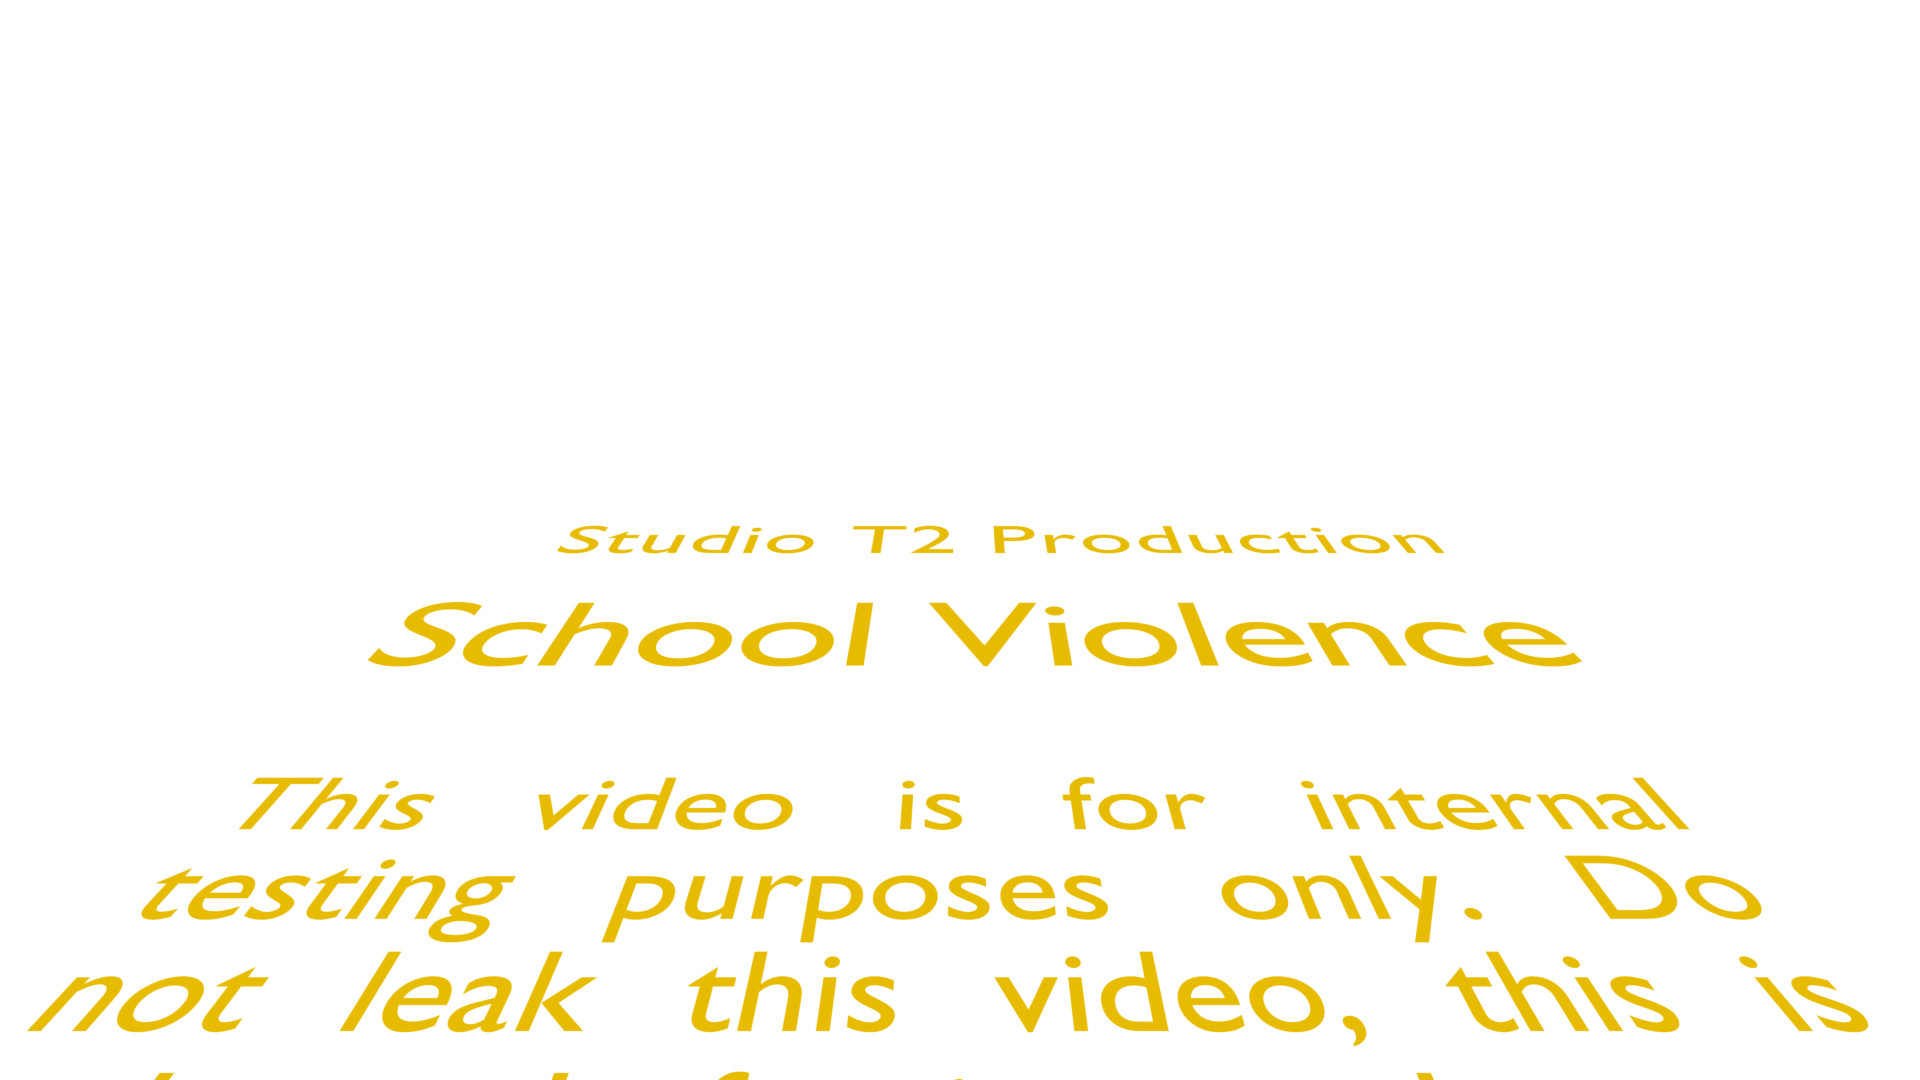 Studio T2 Production
School Violence
This video is for internal
testing purposes only. Do
not leak this video, this is